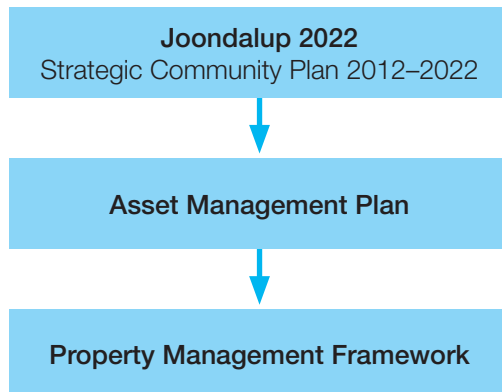 Joondalup 2022
Strategic Community Plan 2012–2022
Asset Management Plan
Property Management Framework